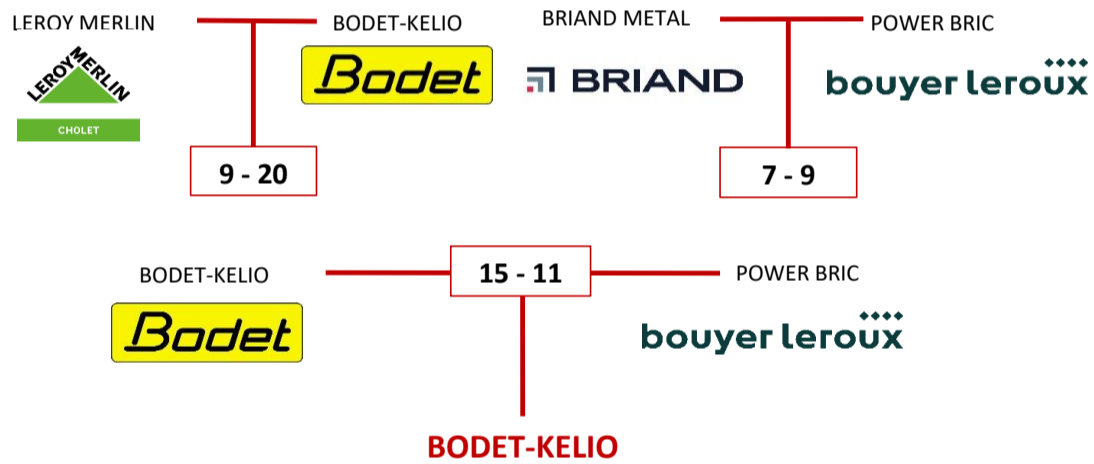 LEROY MERLIN
BODET-KELIO
BRIAND METAL
POWER BRIC
LEROY MERLIN
CHOLET
Bodet
BRIAND
bouyer leroux
9 - 20
7 - 9
15 - 11
BODET-KELIO
POWER BRIC
Bodet
bouyer leroux
BODET-KELIO